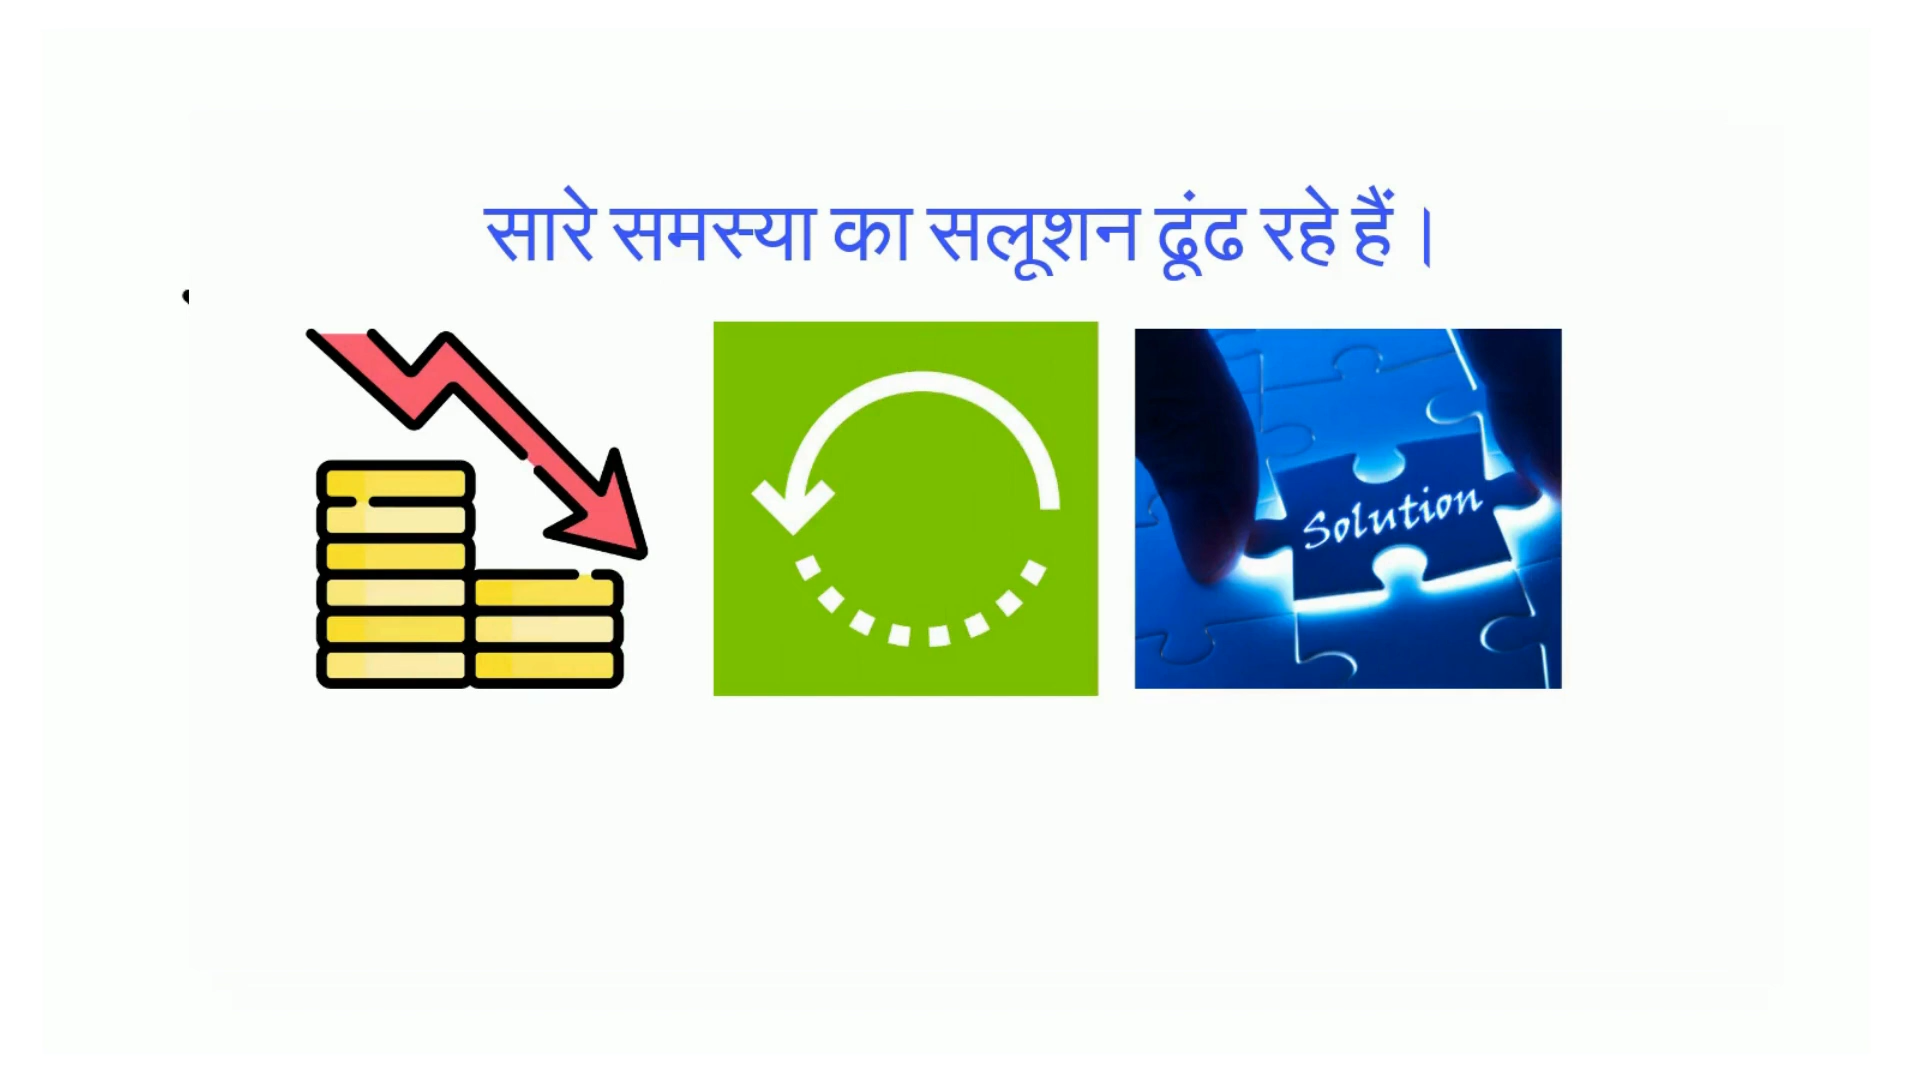 सारे समस्या का सलूशन ढूंढ रहे हैं।
Solution